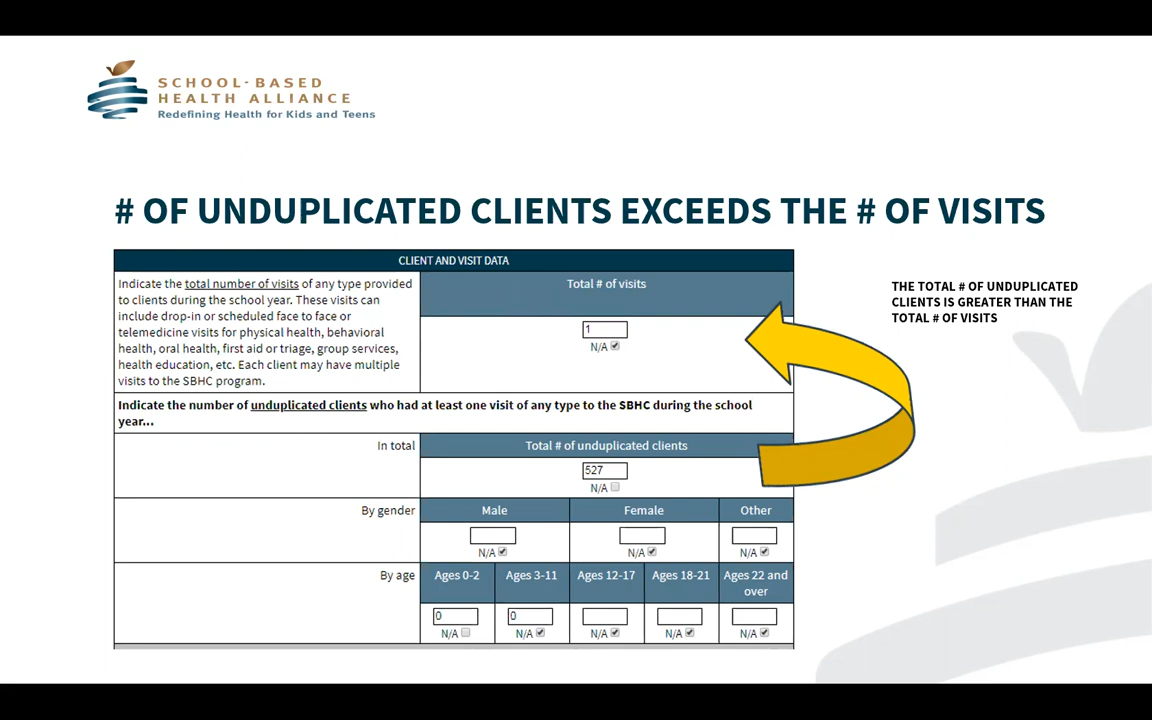 SCHOOL-BASED
HEALTH ALLIANCE
Redefining Health for Kids and Teens
# OF UNDUPLICATED CLIENTS EXCEEDS THE # OF VISITS
CLIENT AND VISIT DATA
Indicate the total number of visits of any type provided
to clients during the school year. These visits can
include drop-in or scheduled face to face or
telemedicine visits for physical health, behavioral
health, oral health, first aid or triage, group services,
health education, etc. Each client may have multiple
visits to the SBHC program.
Total # of visits
1
N/A
THE TOTAL # OF UNDUPLICATED
CLIENTS IS GREATER THAN THE
TOTAL # OF VISITS
Indicate the number of unduplicated clients who had at least one visit of any type to the SBHC during the school
year...
In total
Total # of unduplicated clients
527
N/A
By gender
Male Female Other
N/A N/A N/A
By age
Ages 0-2 Ages 3-11 Ages 12-17 Ages 18-21 Ages 22 and
over
0 0
N/A N/A N/A N/A N/A